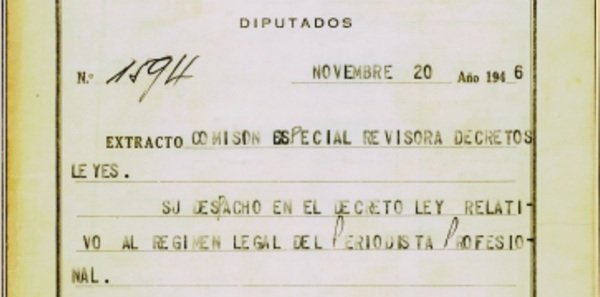 DIPUTADOS
N.º 1594 NOVEMBRE 20 Año 1946
EXTRACTO COMISON ESPECIAL REVISORA DECRETOS
LEYES.
SU DESPACHO EN EL DECRETO LEY RELATI-
VO AL REGIMEN LEGAL DEL PERIODISTA PROFESIO-
NAL.